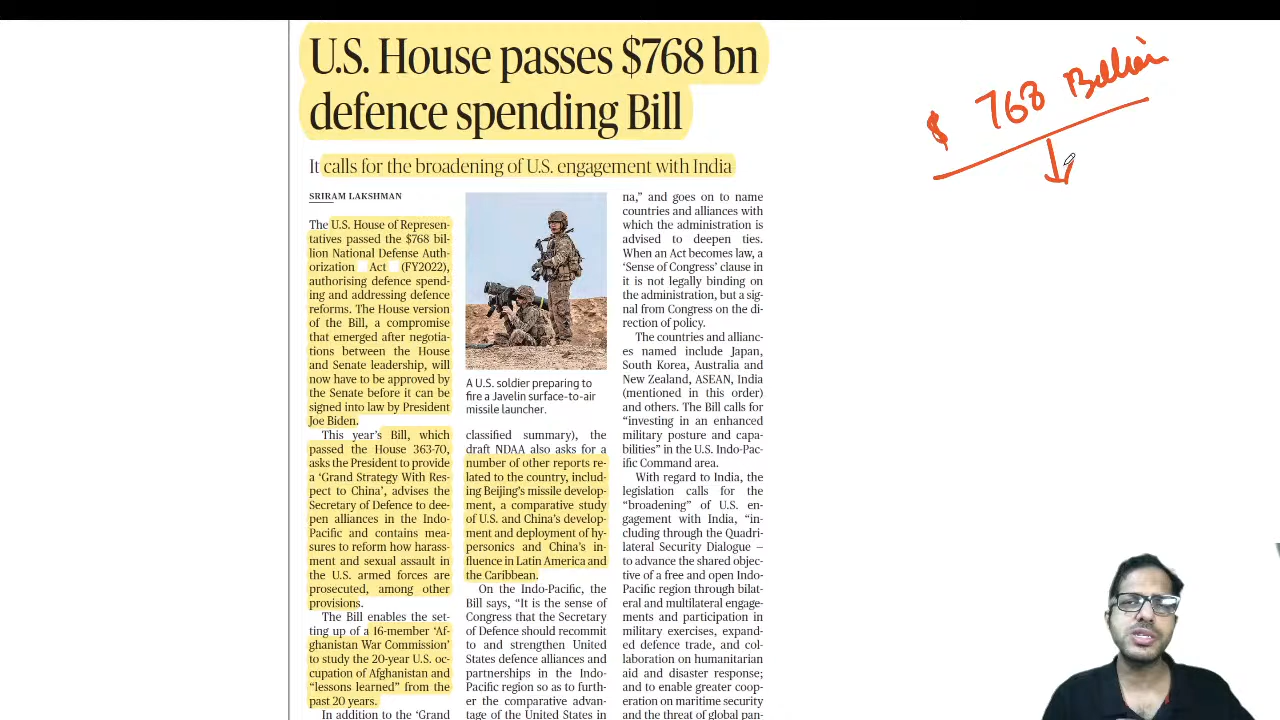 U.S. House passes $768 bn
defence spending Bill
It calls for the broadening of U.S. engagement with India
SRIRAM LAKSHMAN
The U.S. House of Represen-
tatives passed the $768 bil-
lion National Defense Auth-
orization Act (FY2022),
authorising defence spend-
ing and addressing defence
reforms. The House version
of the Bill, a compromise
that emerged after negotia-
tions between the House
and Senate leadership, will
now have to be approved by
the Senate before it can be
signed into law by President
Joe Biden.
This year's Bill, which
passed the House 363-70,
asks the President to provide
a 'Grand Strategy With Res-
pect to China', advises the
Secretary of Defence to dee-
pen alliances in the Indo-
Pacific and contains mea-
sures to reform how harass-
ment and sexual assault in
the U.S. armed forces are
prosecuted, among other
provisions.
The Bill enables the set-
ting up of a 16-member 'Af-
ghanistan War Commission'
to study the 20-year U.S. oc-
cupation of Afghanistan and
"lessons learned" from the
past 20 years.
In addition to the 'Grand
A U.S. soldier preparing to
fire a Javelin surface-to-air
missile launcher.
classified summary), the
draft NDAA also asks for a
number of other reports re-
lated to the country, includ-
ing Beijing's missile develop-
ment, a comparative study
of U.S. and China's develop-
ment and deployment of hy-
personics and China's in-
fluence in Latin America and
the Caribbean.
On the Indo-Pacific, the
Bill says, "It is the sense of
Congress that the Secretary
of Defence should recommit
to and strengthen United
States defence alliances and
partnerships in the Indo-
Pacific region so as to furth-
er the comparative advan-
tage of the United States in
na," and goes on to name
countries and alliances with
which the administration is
advised to deepen ties.
When an Act becomes law, a
'Sense of Congress' clause in
it is not legally binding on
the administration, but a sig-
nal from Congress on the di-
rection of policy.
The countries and allianc-
es named include Japan,
South Korea, Australia and
New Zealand, ASEAN, India
(mentioned in this order)
and others. The Bill calls for
"investing in an enhanced
military posture and capa-
bilities" in the U.S. Indo-Pac-
ific Command area.
With regard to India, the
legislation calls for the
"broadening" of U.S. en-
gagement with India, "in-
cluding through the Quadri-
lateral Security Dialogue —
to advance the shared objec-
tive of a free and open Indo-
Pacific region through bilat-
eral and multilateral engage-
ments and participation in
military exercises, expand-
ed defence trade, and col-
laboration on humanitarian
aid and disaster response;
and to enable greater coop-
eration on maritime security
and the threat of global pan-
$ 768 Billion